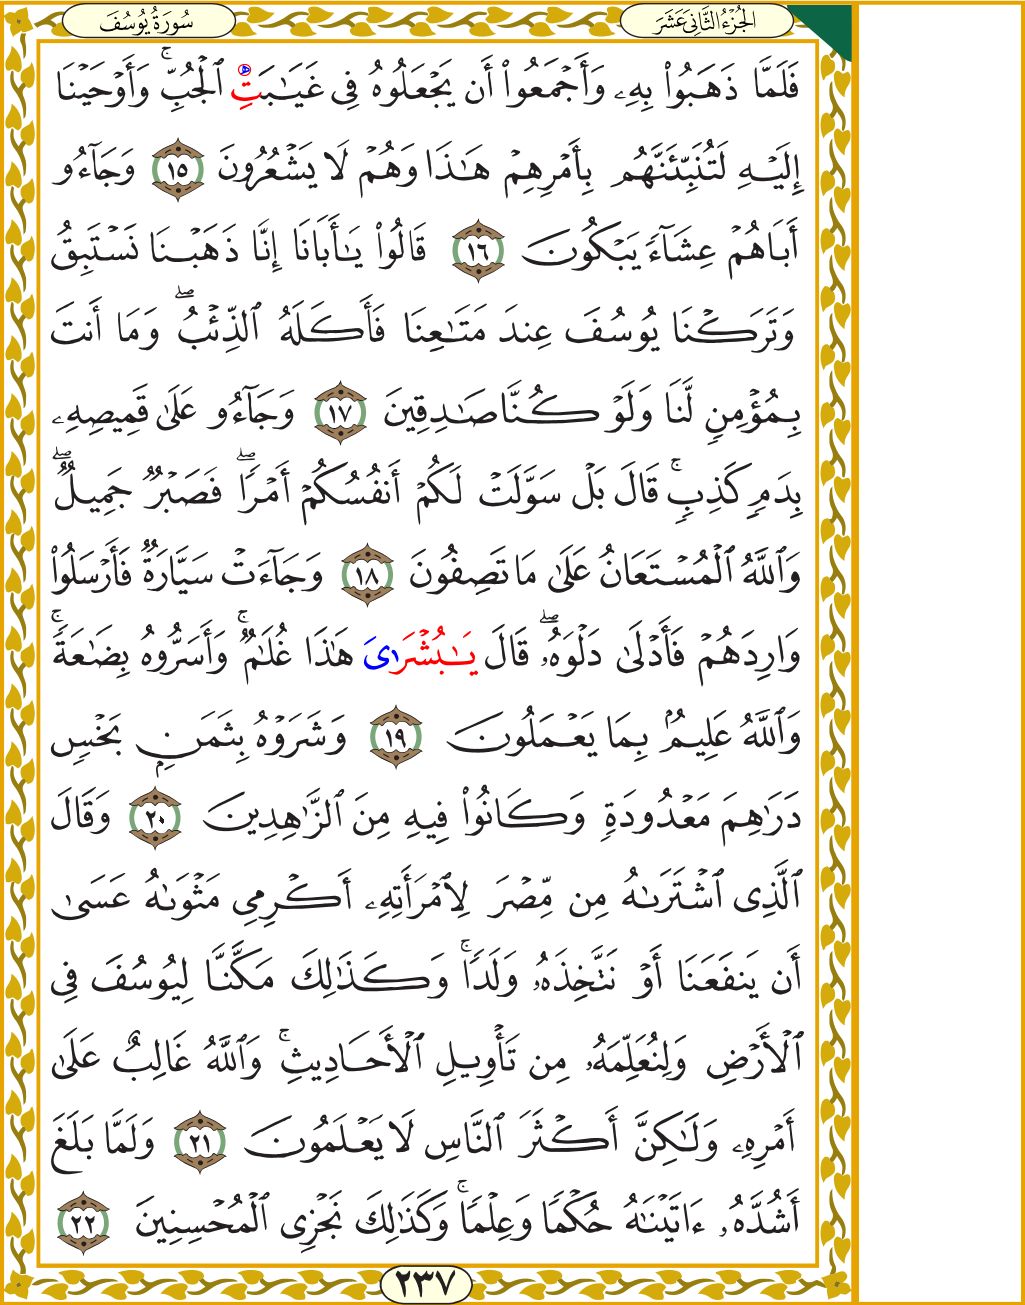 الجُزْءُ الثَّانِيَ عَشَرَ
سُورَةُ يُوسُفَ
فَلَمَّا ذَهَبُوا۟ بِهِۦ وَأَجْمَعُوٓا۟ أَن يَجْعَلُوهُ فِى غَيَـٰبَتِ ٱلْجُبِّ ۚ وَأَوْحَيْنَا
إِلَيْهِ لَتُنَبِّئَنَّهُم بِأَمْرِهِمْ هَـٰذَا وَهُمْ لَا يَشْعُرُونَ ١٥ وَجَآءُو
أَبَاهُمْ عِشَآءً يَبْكُونَ ١٦ قَالُوا۟ يَـٰٓأَبَانَآ إِنَّا ذَهَبْنَا نَسْتَبِقُ
وَتَرَكْنَا يُوسُفَ عِندَ مَتَـٰعِنَا فَأَكَلَهُ ٱلذِّئْبُ ۖ وَمَآ أَنتَ
بِمُؤْمِنٍ لَّنَا وَلَوْ كُنَّا صَـٰدِقِينَ ١٧ وَجَآءُو عَلَىٰ قَمِيصِهِۦ
بِدَمٍ كَذِبٍ ۚ قَالَ بَلْ سَوَّلَتْ لَكُمْ أَنفُسُكُمْ أَمْرًا ۖ فَصَبْرٌ جَمِيلٌ ۖ
وَٱللَّهُ ٱلْمُسْتَعَانُ عَلَىٰ مَا تَصِفُونَ ١٨ وَجَآءَتْ سَيَّارَةٌ فَأَرْسَلُوا۟
وَارِدَهُمْ فَأَدْلَىٰ دَلْوَهُۥ ۖ قَالَ يَـٰبُشْرَاىَ هَـٰذَا غُلَـٰمٌ ۚ وَأَسَرُّوهُ بِضَـٰعَةً ۚ
وَٱللَّهُ عَلِيمٌۢ بِمَا يَعْمَلُونَ ١٩ وَشَرَوْهُ بِثَمَنٍۭ بَخْسٍ
دَرَٰهِمَ مَعْدُودَةٍ وَكَانُوا۟ فِيهِ مِنَ ٱلزَّٰهِدِينَ ٢٠ وَقَالَ
ٱلَّذِى ٱشْتَرَىٰهُ مِن مِّصْرَ لِٱمْرَأَتِهِۦٓ أَكْرِمِى مَثْوَىٰهُ عَسَىٰٓ
أَن يَنفَعَنَآ أَوْ نَتَّخِذَهُۥ وَلَدًا ۚ وَكَذَٰلِكَ مَكَّنَّا لِيُوسُفَ فِى
ٱلْأَرْضِ وَلِنُعَلِّمَهُۥ مِن تَأْوِيلِ ٱلْأَحَادِيثِ ۚ وَٱللَّهُ غَالِبٌ عَلَىٰٓ
أَمْرِهِۦ وَلَـٰكِنَّ أَكْثَرَ ٱلنَّاسِ لَا يَعْلَمُونَ ٢١ وَلَمَّا بَلَغَ
أَشُدَّهُۥٓ ءَاتَيْنَـٰهُ حُكْمًا وَعِلْمًا ۚ وَكَذَٰلِكَ نَجْزِى ٱلْمُحْسِنِينَ ٢٢
٢٣٧